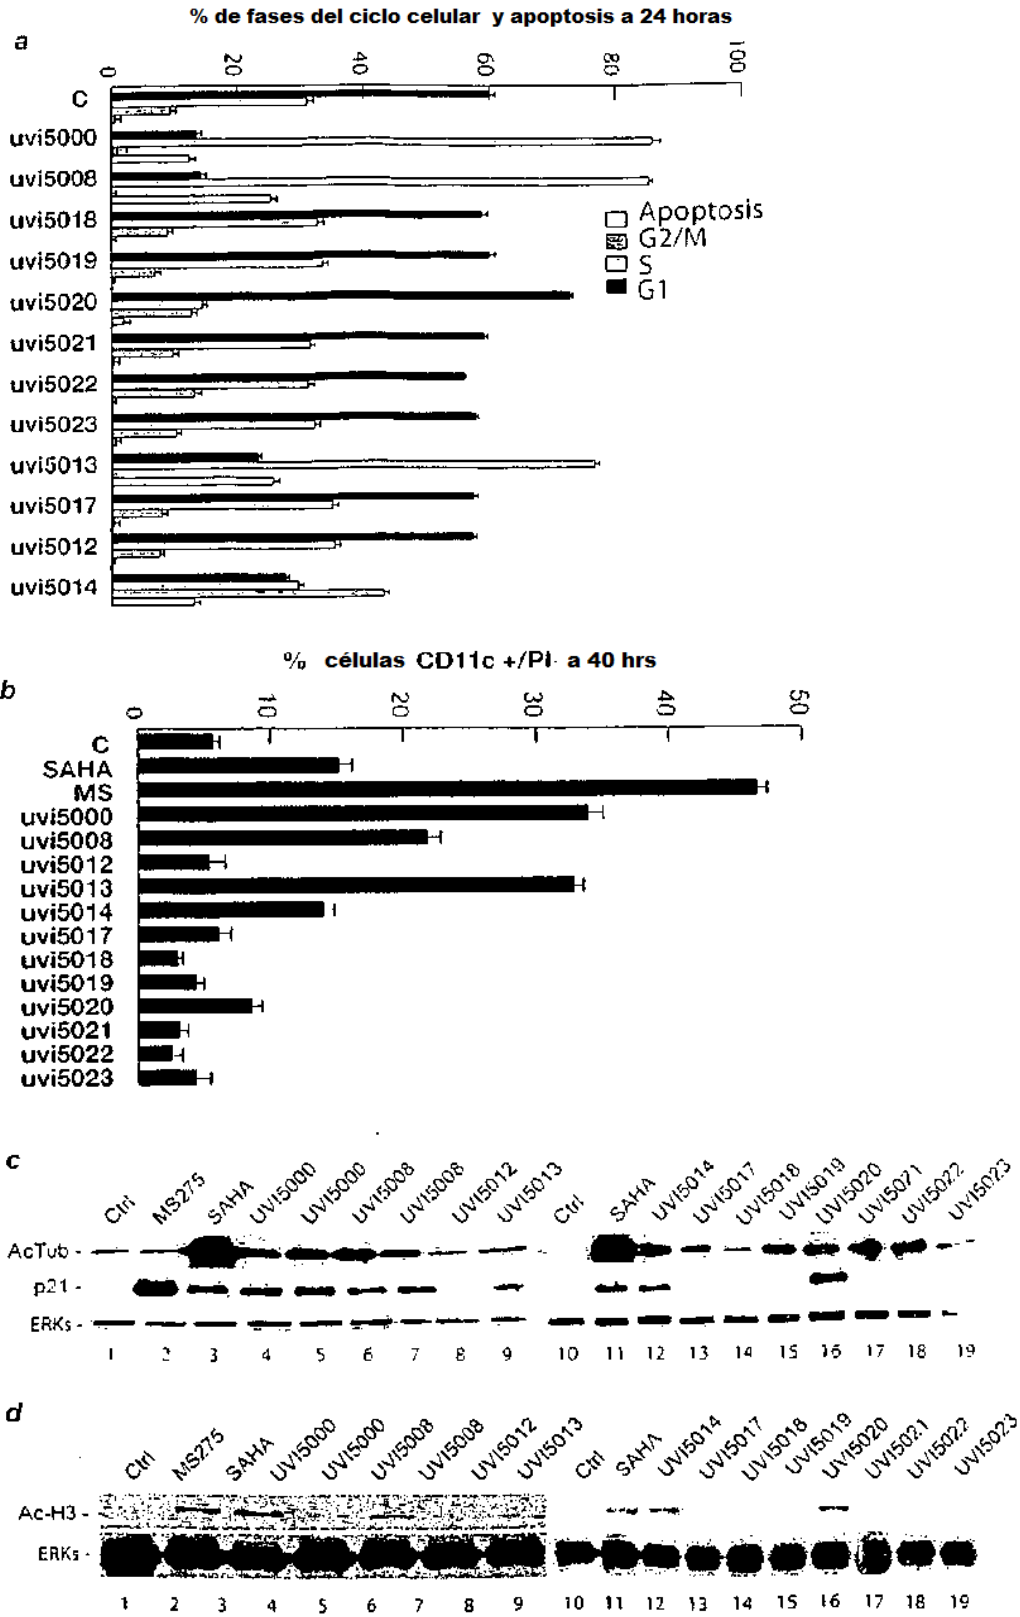 % de fases del ciclo celular y apoptosis a 24 horas
a
0 20 40 60 80 100
C
uvi5000
uvi5008
uvi5018
uvi5019
uvi5020
uvi5021
uvi5022
uvi5023
uvi5013
uvi5017
uvi5012
uvi5014
Apoptosis
G2/M
S
G1
% células CD11c +/PI- a 40 hrs
b
0 10 20 30 40 50
C
SAHA
MS
uvi5000
uvi5008
uvi5012
uvi5013
uvi5014
uvi5017
uvi5018
uvi5019
uvi5020
uvi5021
uvi5022
uvi5023
c
Ctrl MS275 SAHA UVI5000 UVI5000 UVI5008 UVI5008 UVI5012 UVI5013 Ctrl SAHA UVI5014 UVI5017 UVI5018 UVI5019 UVI5020 UVI5021 UVI5022 UVI5023
AcTub -
p21 -
ERKs -
1 2 3 4 5 6 7 8 9 10 11 12 13 14 15 16 17 18 19
d
Ctrl MS275 SAHA UVI5000 UVI5000 UVI5008 UVI5008 UVI5012 UVI5013 Ctrl SAHA UVI5014 UVI5017 UVI5018 UVI5019 UVI5020 UVI5021 UVI5022 UVI5023
Ac-H3 -
ERKs -
1 2 3 4 5 6 7 8 9 10 11 12 13 14 15 16 17 18 19